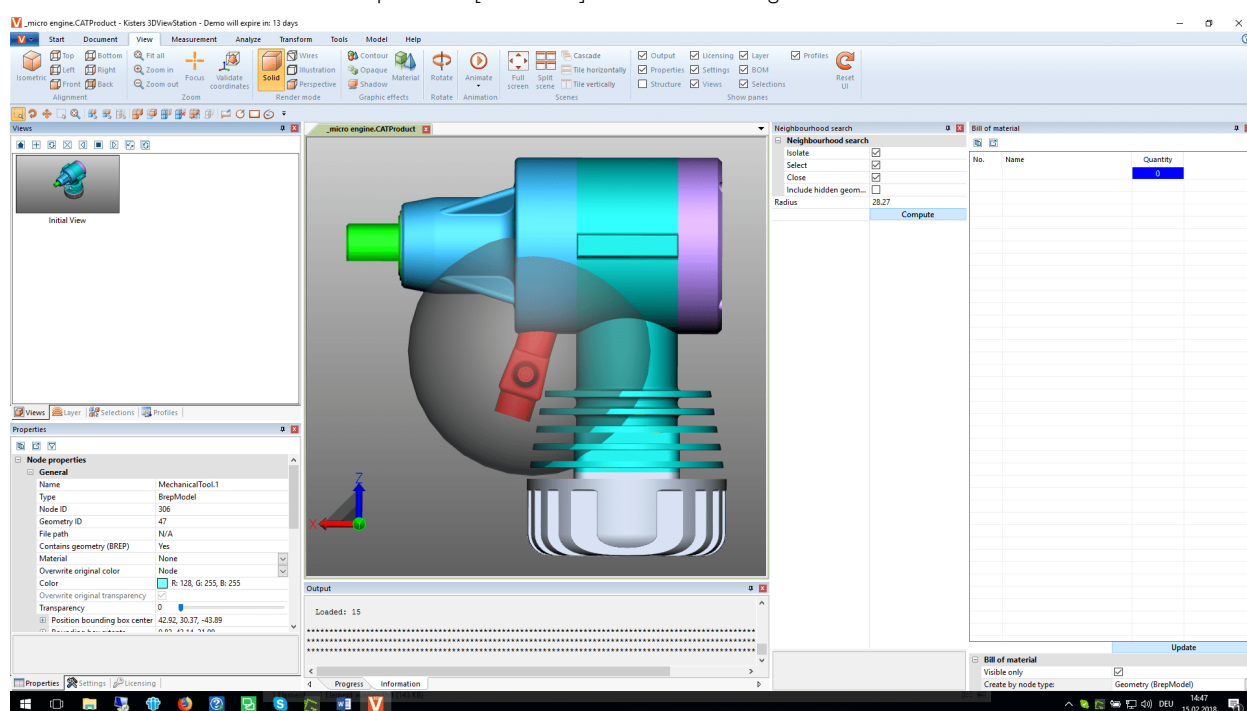 _micro engine.CATProduct - Kisters 3DViewStation - Demo will expire in: 13 days
Start Document View Measurement Analyze Transform Tools Model Help
Top Bottom Fit all Wires Contour Cascade Output Licensing Layer Profiles
Left Right Zoom in Illustration Opaque Tile horizontally Properties Settings BOM
Front Back Zoom out Perspective Shadow Tile vertically Structure Views Selections
Isometric Focus Validate coordinates Solid Material Rotate Animate Full screen Split scene Reset UI
Alignment Zoom Render mode Graphic effects Rotate Animation Scenes Show panes
Views
Initial View
Views Layer Selections Profiles
Properties
Node properties
General
Name MechanicalTool.1
Type BrepModel
Node ID 306
Geometry ID 47
File path N/A
Contains geometry (BREP) Yes
Material None
Overwrite original color Node
Color R: 128, G: 255, B: 255
Overwrite original transparency
Transparency 0
Position bounding box center 42.92, 30.37, -43.89
Properties Settings Licensing
_micro engine.CATProduct
Z
X
Output
Loaded: 15
*******************************************************************************
*******************************************************************************
*******************************************************************************
Progress Information
Neighbourhood search
Neighbourhood search
Isolate
Select
Close
Include hidden geom...
Radius 28.27
Compute
Bill of material
No. Name Quantity
0
Update
Bill of material
Visible only
Create by node type: Geometry (BrepModel)
DEU 14:47
15.02.2018